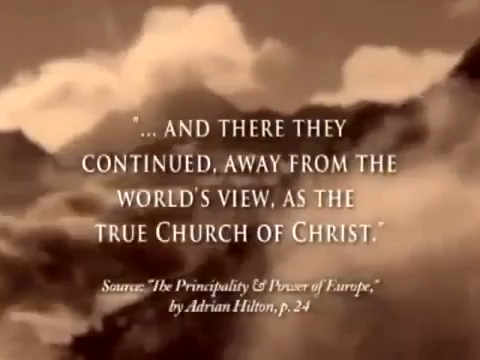 "... AND THERE THEY
CONTINUED, AWAY FROM THE
WORLD'S VIEW, AS THE
TRUE CHURCH OF CHRIST."
Source: "The Principality & Power of Europe,"
by Adrian Hilton, p. 24